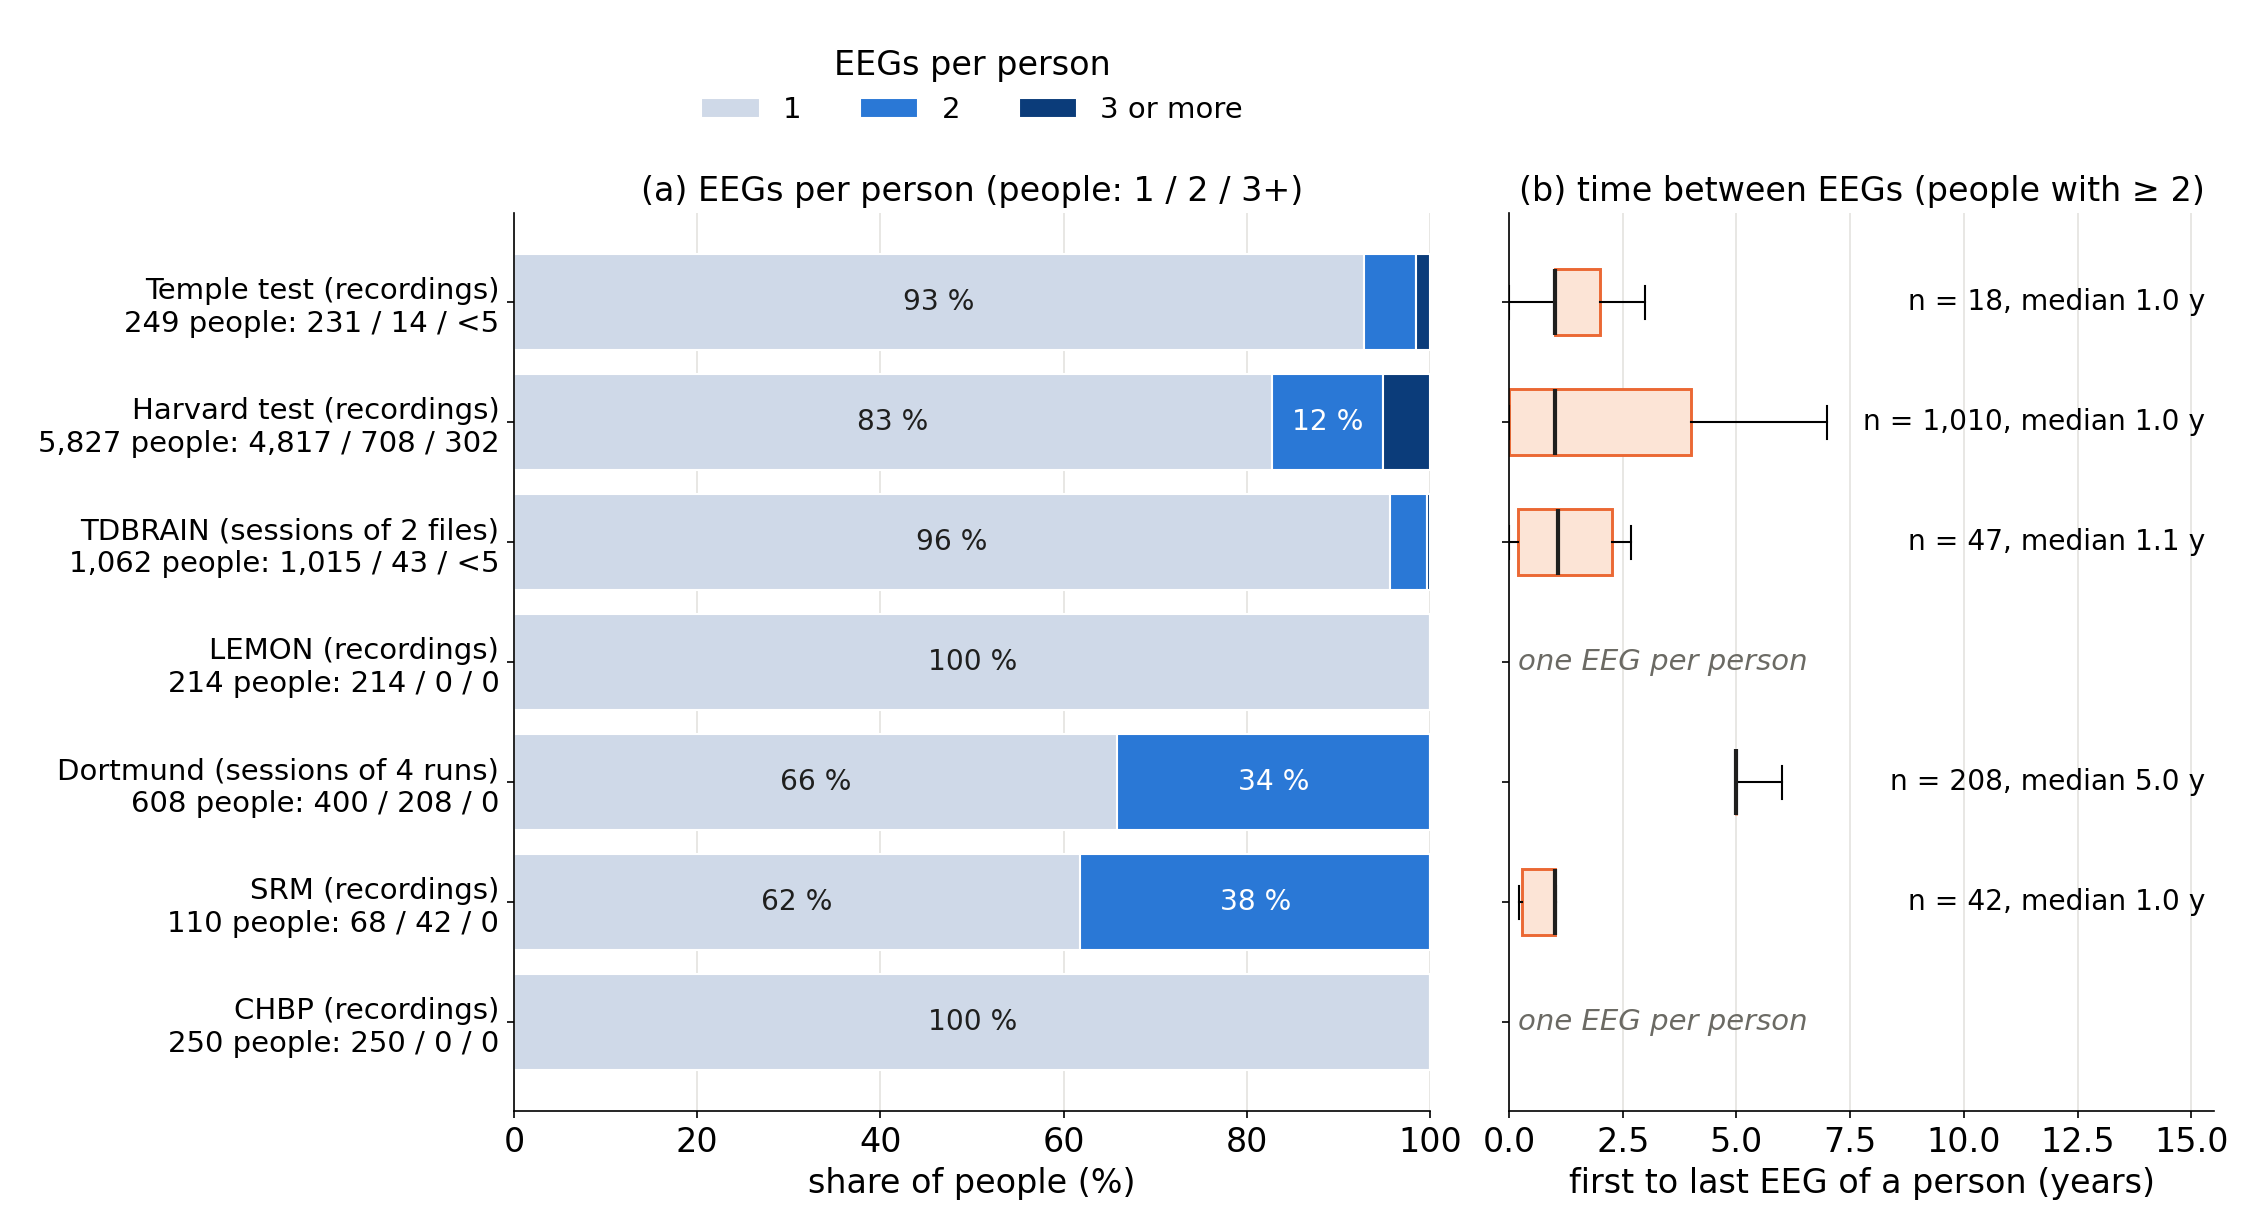 EEGs per person
1 2 3 or more
(a) EEGs per person (people: 1 / 2 / 3+)
Temple test (recordings)
249 people: 231 / 14 / <5
93 %
Harvard test (recordings)
5,827 people: 4,817 / 708 / 302
83 % 12 %
TDBRAIN (sessions of 2 files)
1,062 people: 1,015 / 43 / <5
96 %
LEMON (recordings)
214 people: 214 / 0 / 0
100 %
Dortmund (sessions of 4 runs)
608 people: 400 / 208 / 0
66 % 34 %
SRM (recordings)
110 people: 68 / 42 / 0
62 % 38 %
CHBP (recordings)
250 people: 250 / 0 / 0
100 %
0 20 40 60 80 100
share of people (%)
(b) time between EEGs (people with ≥ 2)
n = 18, median 1.0 y
n = 1,010, median 1.0 y
n = 47, median 1.1 y
one EEG per person
n = 208, median 5.0 y
n = 42, median 1.0 y
one EEG per person
0.0 2.5 5.0 7.5 10.0 12.5 15.0
first to last EEG of a person (years)